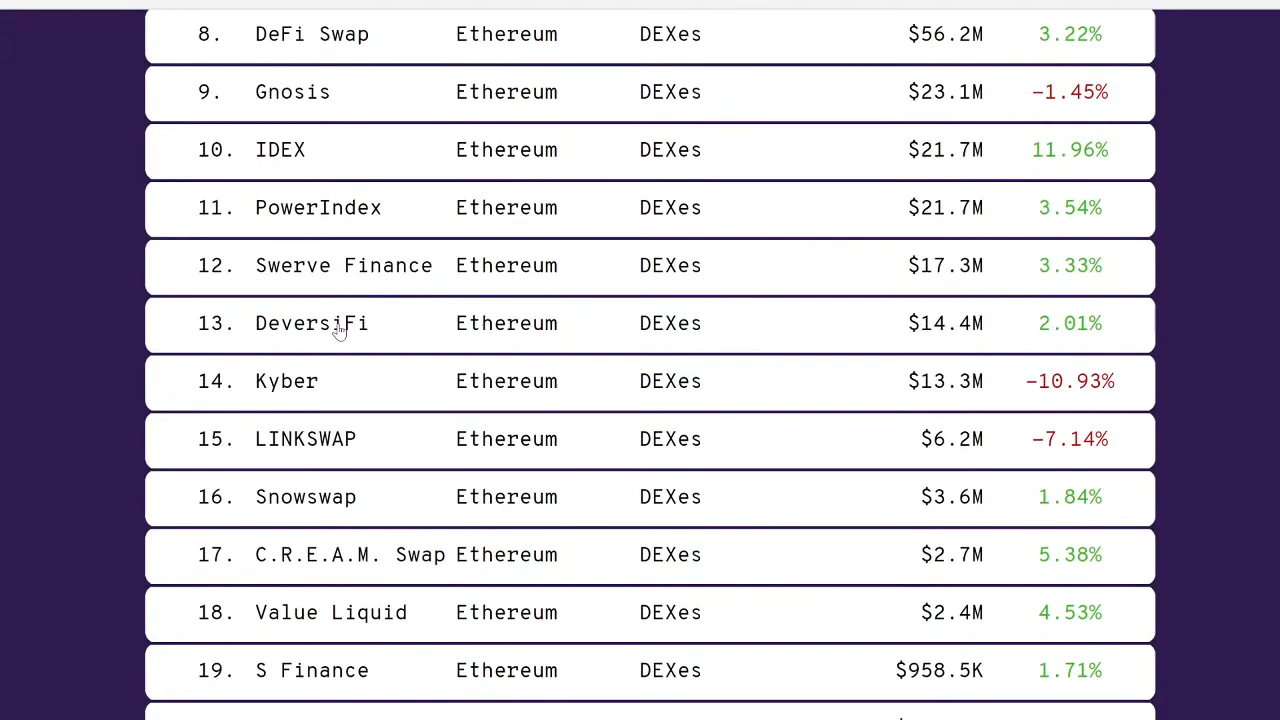 8. DeFi Swap Ethereum DEXes $56.2M 3.22%
9. Gnosis Ethereum DEXes $23.1M -1.45%
10. IDEX Ethereum DEXes $21.7M 11.96%
11. PowerIndex Ethereum DEXes $21.7M 3.54%
12. Swerve Finance Ethereum DEXes $17.3M 3.33%
13. DeversiFi Ethereum DEXes $14.4M 2.01%
14. Kyber Ethereum DEXes $13.3M -10.93%
15. LINKSWAP Ethereum DEXes $6.2M -7.14%
16. Snowswap Ethereum DEXes $3.6M 1.84%
17. C.R.E.A.M. Swap Ethereum DEXes $2.7M 5.38%
18. Value Liquid Ethereum DEXes $2.4M 4.53%
19. S Finance Ethereum DEXes $958.5K 1.71%